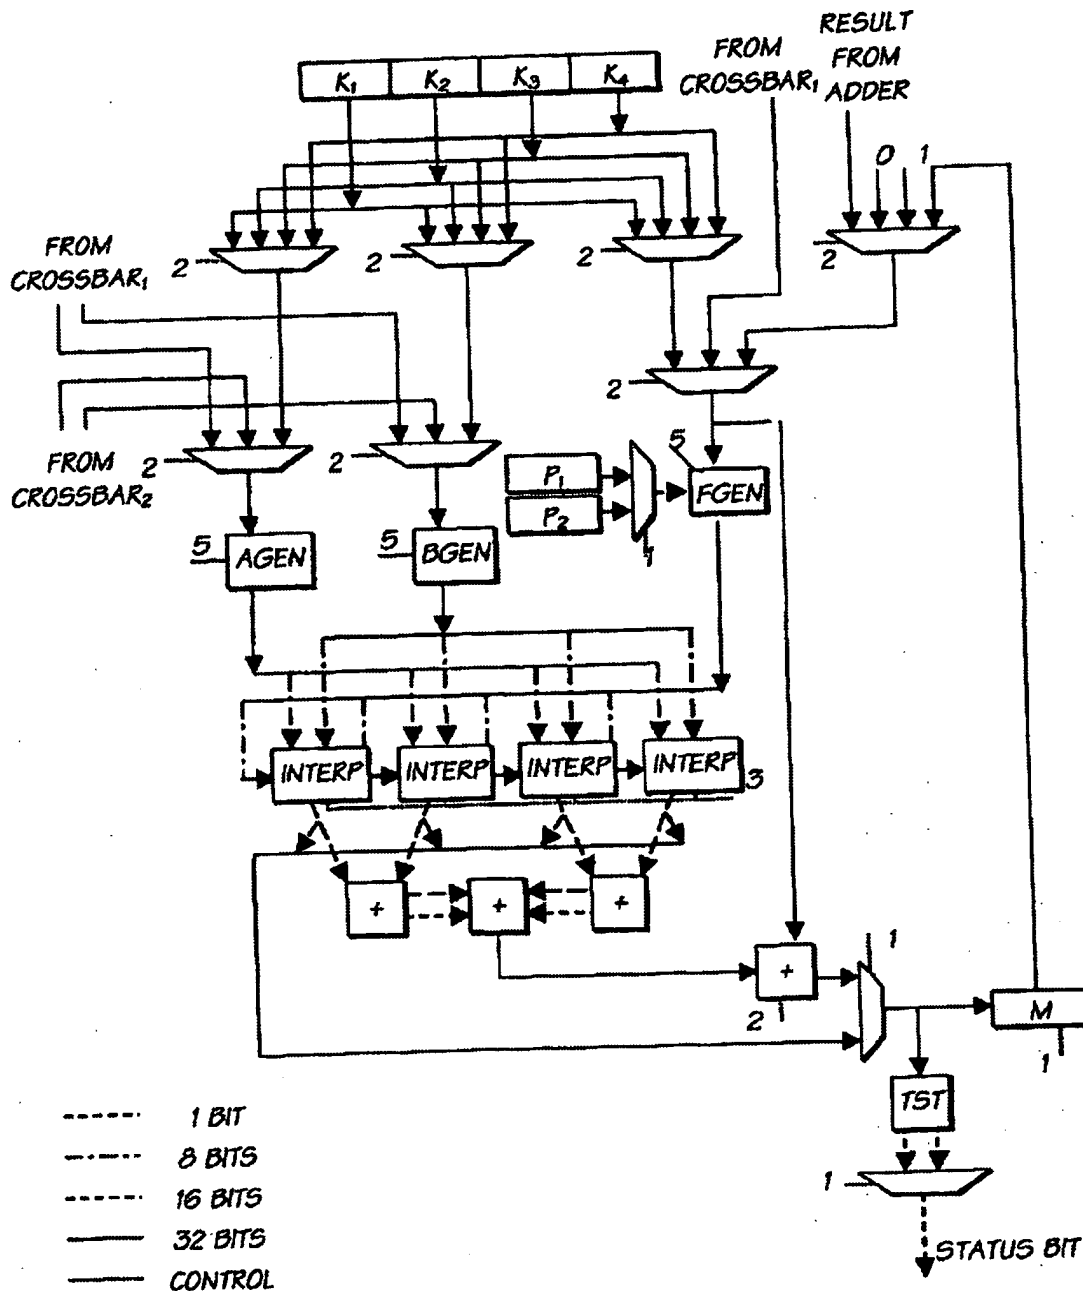 RESULT
FROM
ADDER
FROM
CROSSBAR₁
K₁ K₂ K₃ K₄
0 1
FROM
CROSSBAR₁
2 2 2 2
2
FROM
CROSSBAR₂
2 2
5
P₁
P₂
FGEN
1
5 AGEN
5 BGEN
INTERP INTERP INTERP INTERP 3
+ + +
+
2
1
M
1
TST
1
STATUS BIT
1 BIT
8 BITS
16 BITS
32 BITS
CONTROL